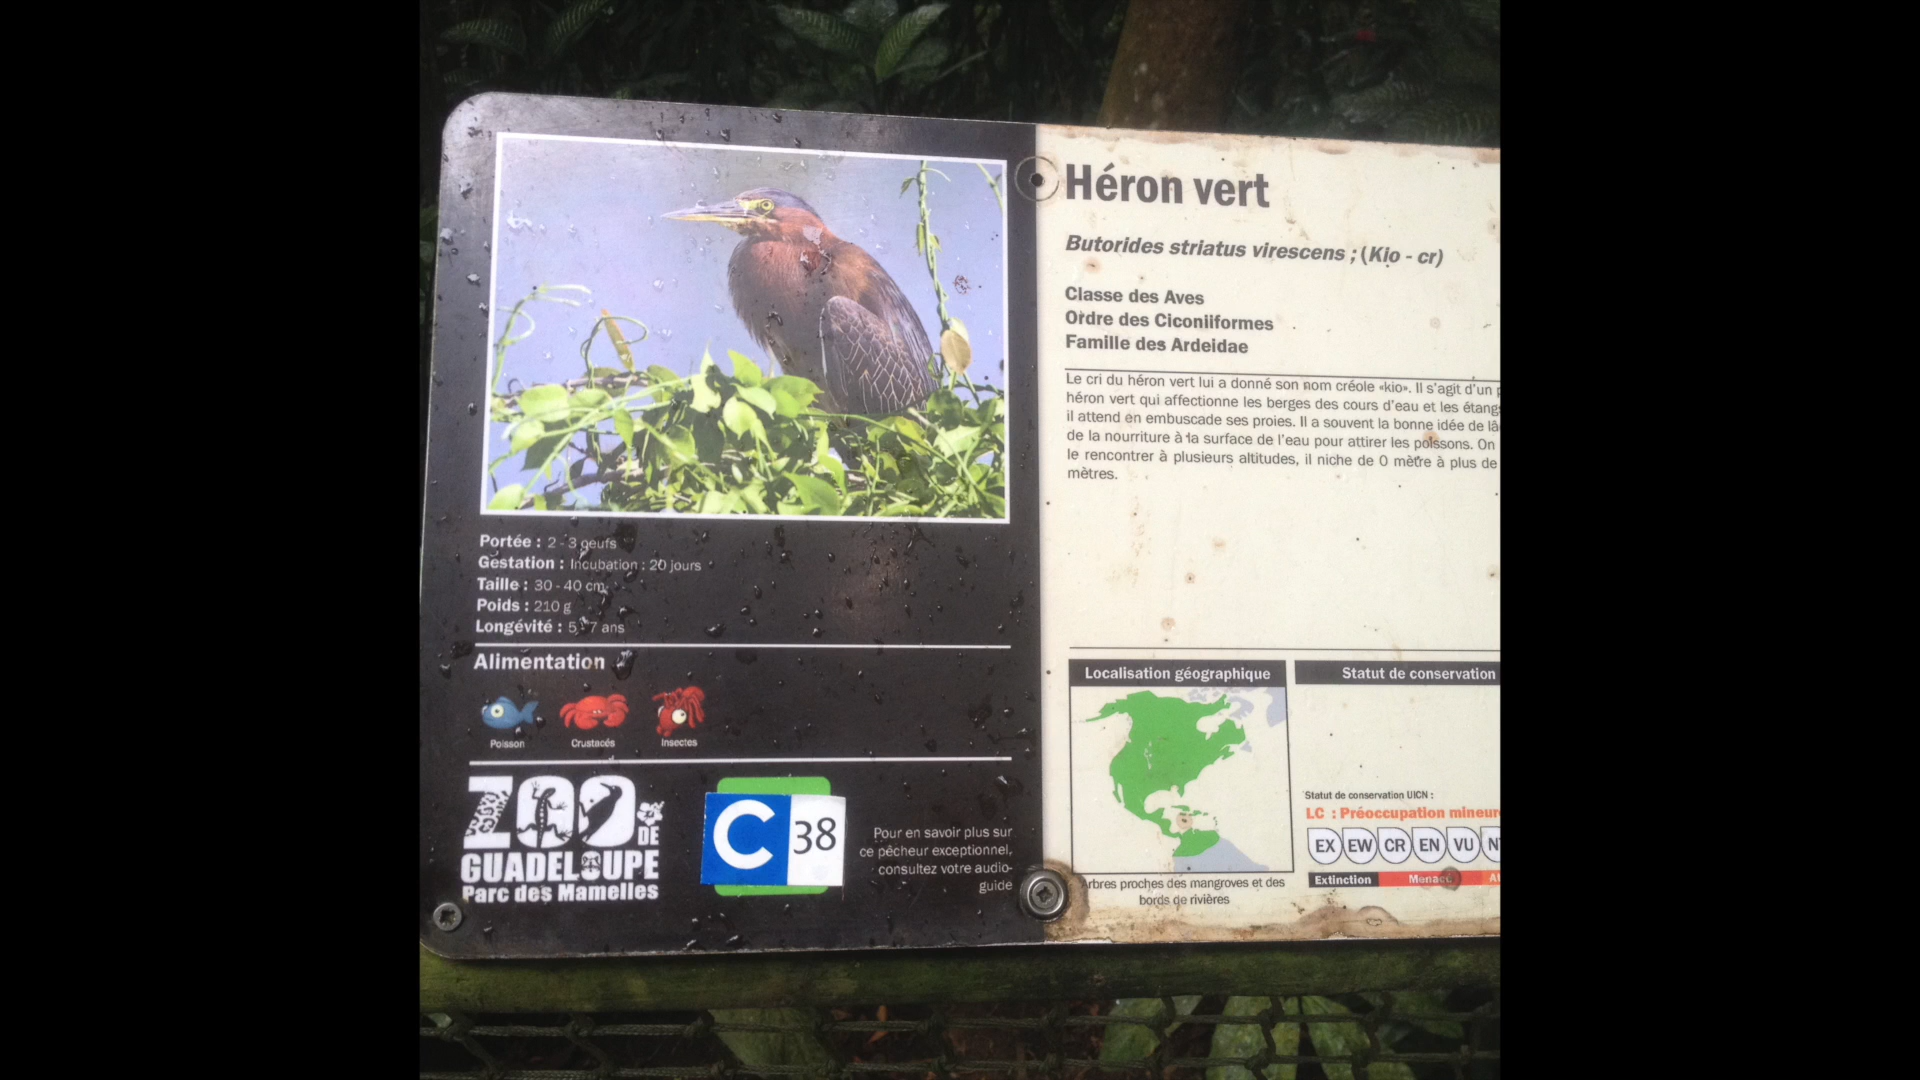 Héron vert
Butorides striatus virescens ; (Kio - cr)
Classe des Aves
Ordre des Ciconiiformes
Famille des Ardeidae
Le cri du héron vert lui a donné son nom créole «kio». Il s'agit d'un
héron vert qui affectionne les berges des cours d'eau et les étang
il attend en embuscade ses proies. Il a souvent la bonne idée de lâ
de la nourriture à la surface de l'eau pour attirer les poissons. On
le rencontrer à plusieurs altitudes, il niche de 0 mètre à plus de
mètres.
Portée : 2 - 3 oeufs
Gestation : Incubation : 20 jours
Taille : 30 - 40 cm
Poids : 210 g
Longévité : 5 - 7 ans
Alimentation
Poisson Crustacés Insectes
ZOO
DE
GUADELOUPE
Parc des Mamelles
C 38
Pour en savoir plus sur
ce pêcheur exceptionnel,
consultez votre audio-
guide
Localisation géographique
Arbres proches des mangroves et des
bords de rivières
Statut de conservation
Statut de conservation UICN :
LC : Préoccupation mineure
EX EW CR EN VU N
Extinction Menacé